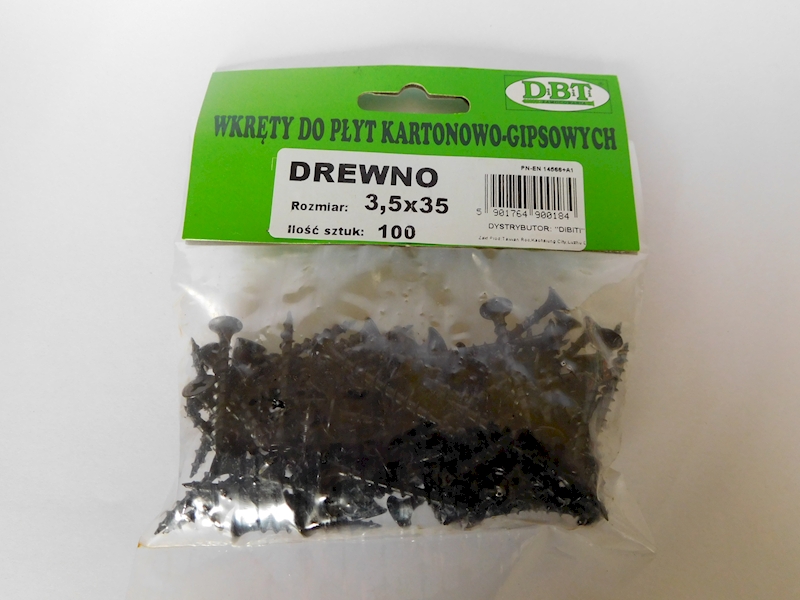 DBT
WKRĘTY DO PŁYT KARTONOWO-GIPSOWYCH
DREWNO
PN-EN 14566+A1
Rozmiar: 3,5x35
5 901764 900184
Ilość sztuk: 100
DYSTRYBUTOR: "DIBITI"